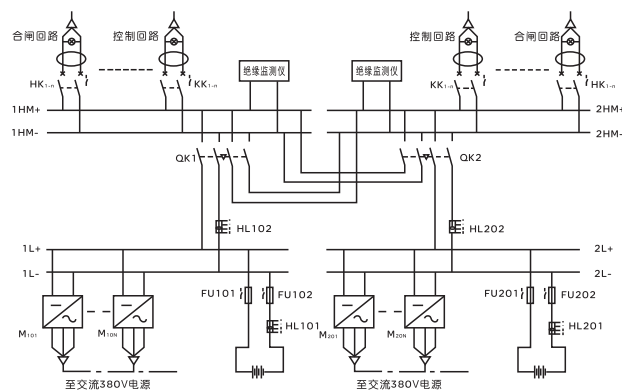 合闸回路 控制回路 控制回路 合闸回路
绝缘监测仪 绝缘监测仪
HK1-n KK1-n KK1-n HK1-n
1HM+ 2HM+
1HM- 2HM-
QK1 QK2
HL102 HL202
1L+ 2L+
1L- 2L-
FU101 FU102 FU201 FU202
HL101 HL201
M101 M10N M201 M20N
至交流380V电源 至交流380V电源